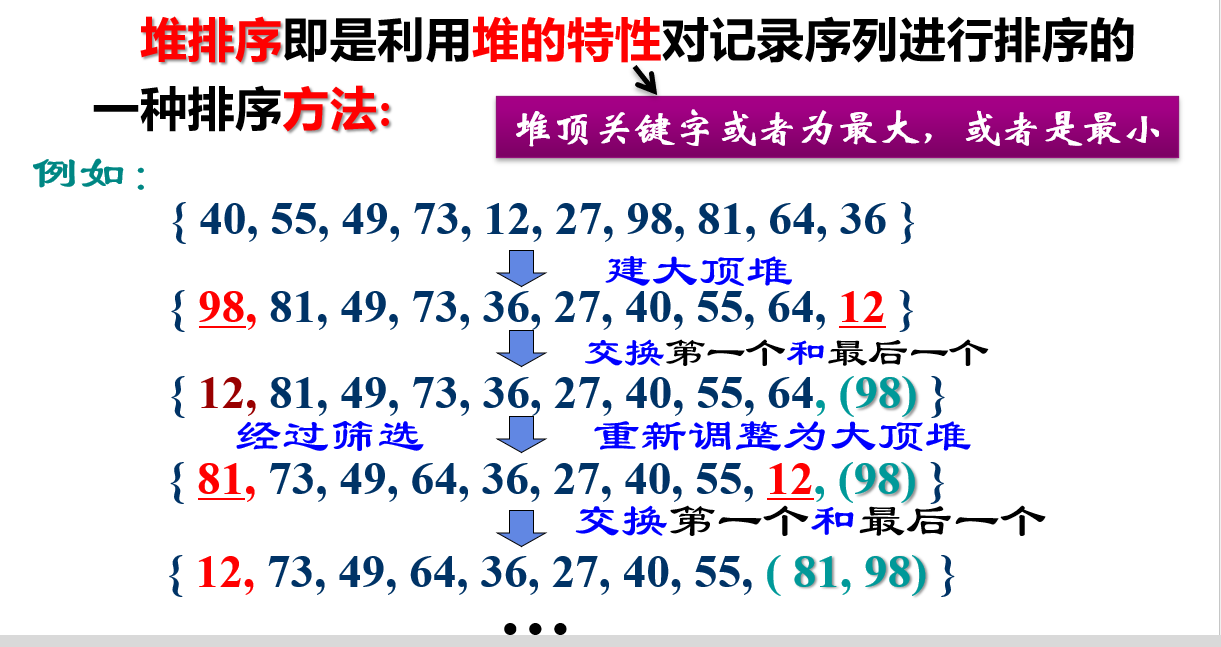 堆排序即是利用堆的特性对记录序列进行排序的
一种排序方法:
堆顶关键字或者为最大，或者是最小
例如：
{ 40, 55, 49, 73, 12, 27, 98, 81, 64, 36 }
建大顶堆
{ 98, 81, 49, 73, 36, 27, 40, 55, 64, 12 }
交换第一个和最后一个
{ 12, 81, 49, 73, 36, 27, 40, 55, 64, (98) }
经过筛选 重新调整为大顶堆
{ 81, 73, 49, 64, 36, 27, 40, 55, 12, (98) }
交换第一个和最后一个
{ 12, 73, 49, 64, 36, 27, 40, 55, ( 81, 98) }
…